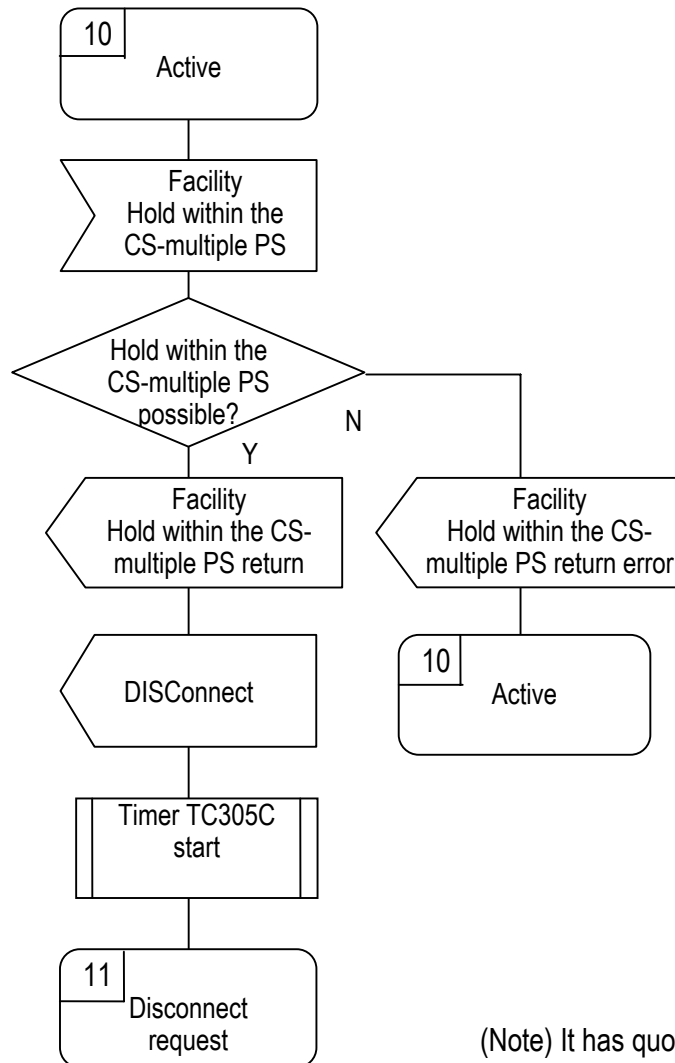 10
Active
Facility
Hold within the
CS-multiple PS
Hold within the
CS-multiple PS
possible?
N
Y
Facility
Hold within the CS-
multiple PS return
Facility
Hold within the CS-
multiple PS return error
DISConnect
10
Active
Timer TC305C
start
11
Disconnect
request
(Note) It has quo